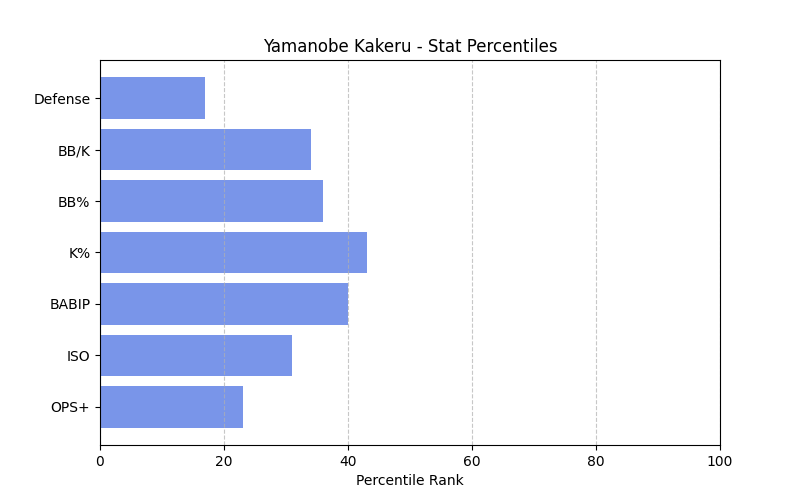 Yamanobe Kakeru - Stat Percentiles
Defense
BB/K
BB%
K%
BABIP
ISO
OPS+
0 20 40 60 80 100
Percentile Rank